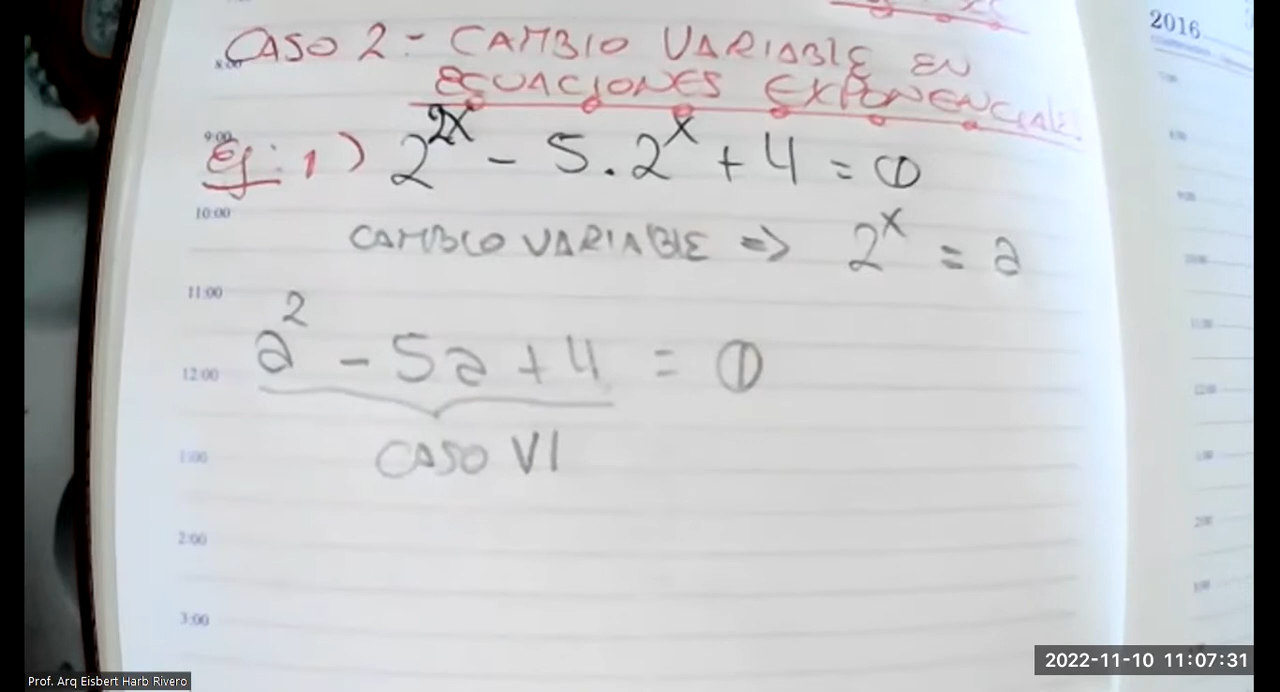 2016
CASO 2 - CAMBIO VARIABLE EN
8:00
ECUACIONES EXPONENCIALE.
9:00
Ej: 1) 2^{2x} - 5.2^x + 4 = 0
10:00
CAMBIO VARIABLE => 2^x = a
11:00
a^2 - 5a + 4 = 0
12:00
CASO VI
1:00
2:00
3:00
2022-11-10 11:07:31
Prof. Arq Eisbert Harb Rivero